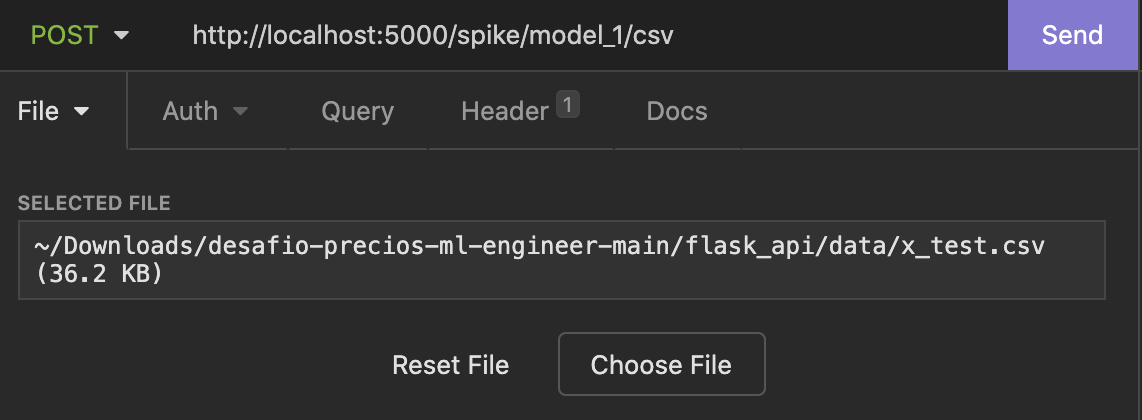 POST http://localhost:5000/spike/model_1/csv Send
File Auth Query Header 1 Docs
SELECTED FILE
~/Downloads/desafio-precios-ml-engineer-main/flask_api/data/x_test.csv
(36.2 KB)
Reset File Choose File